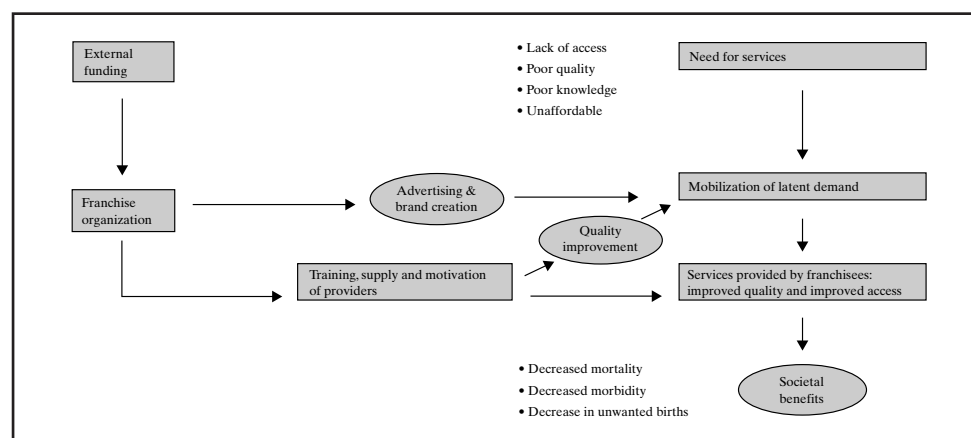 External
funding
• Lack of access
• Poor quality
• Poor knowledge
• Unaffordable
Need for services
Franchise
organization
Advertising &
brand creation
Mobilization of latent demand
Quality
improvement
Training, supply and motivation
of providers
Services provided by franchisees:
improved quality and improved access
• Decreased mortality
• Decreased morbidity
• Decrease in unwanted births
Societal
benefits